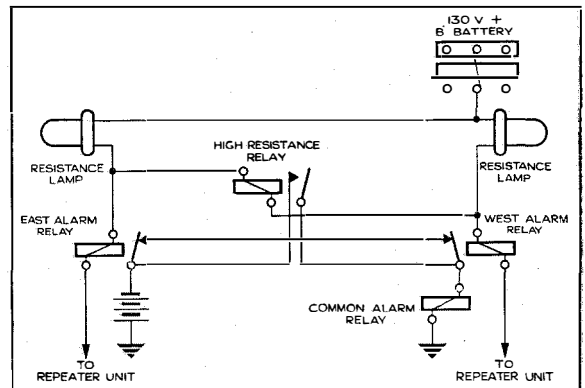 130 V +
B BATTERY
RESISTANCE
LAMP
HIGH RESISTANCE
RELAY
RESISTANCE
LAMP
EAST ALARM
RELAY
WEST ALARM
RELAY
COMMON ALARM
RELAY
TO
REPEATER UNIT
TO
REPEATER UNIT